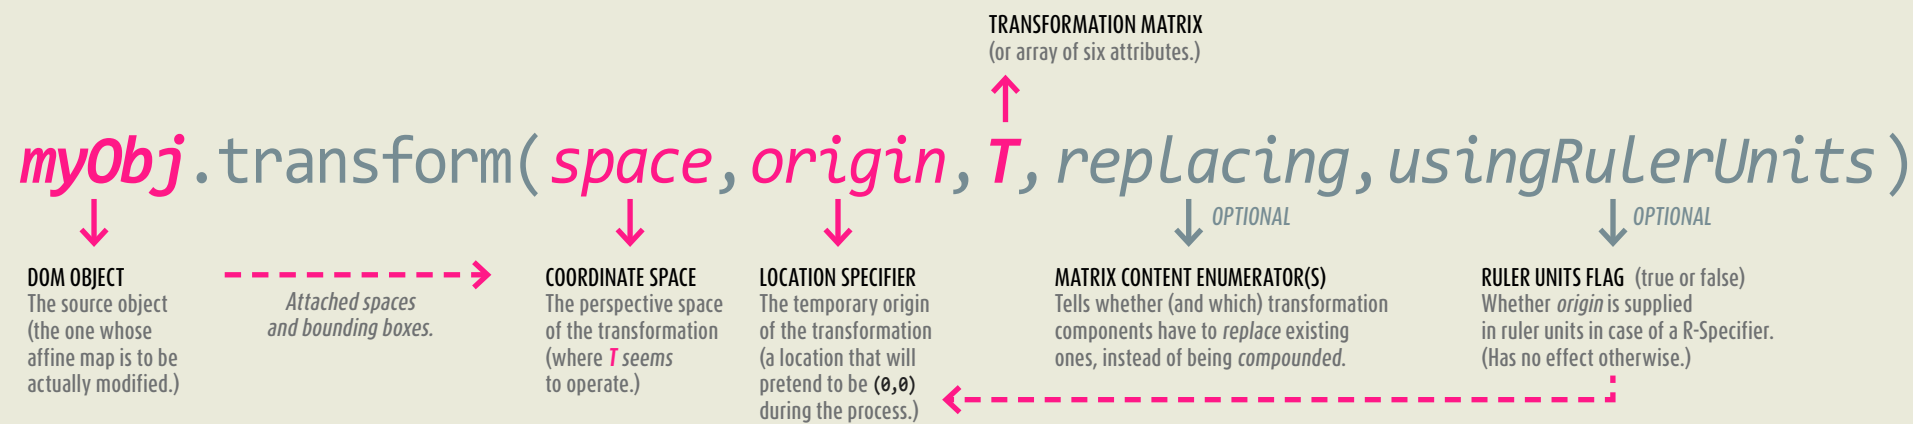 TRANSFORMATION MATRIX
(or array of six attributes.)
myObj.transform(space,origin,T,replacing,usingRulerUnits)
OPTIONAL
OPTIONAL
DOM OBJECT
The source object
(the one whose
affine map is to be
actually modified.)
Attached spaces
and bounding boxes.
COORDINATE SPACE
The perspective space
of the transformation
(where T seems
to operate.)
LOCATION SPECIFIER
The temporary origin
of the transformation
(a location that will
pretend to be (0,0)
during the process.)
MATRIX CONTENT ENUMERATOR(S)
Tells whether (and which) transformation
components have to replace existing
ones, instead of being compounded.
RULER UNITS FLAG (true or false)
Whether origin is supplied
in ruler units in case of a R-Specifier.
(Has no effect otherwise.)